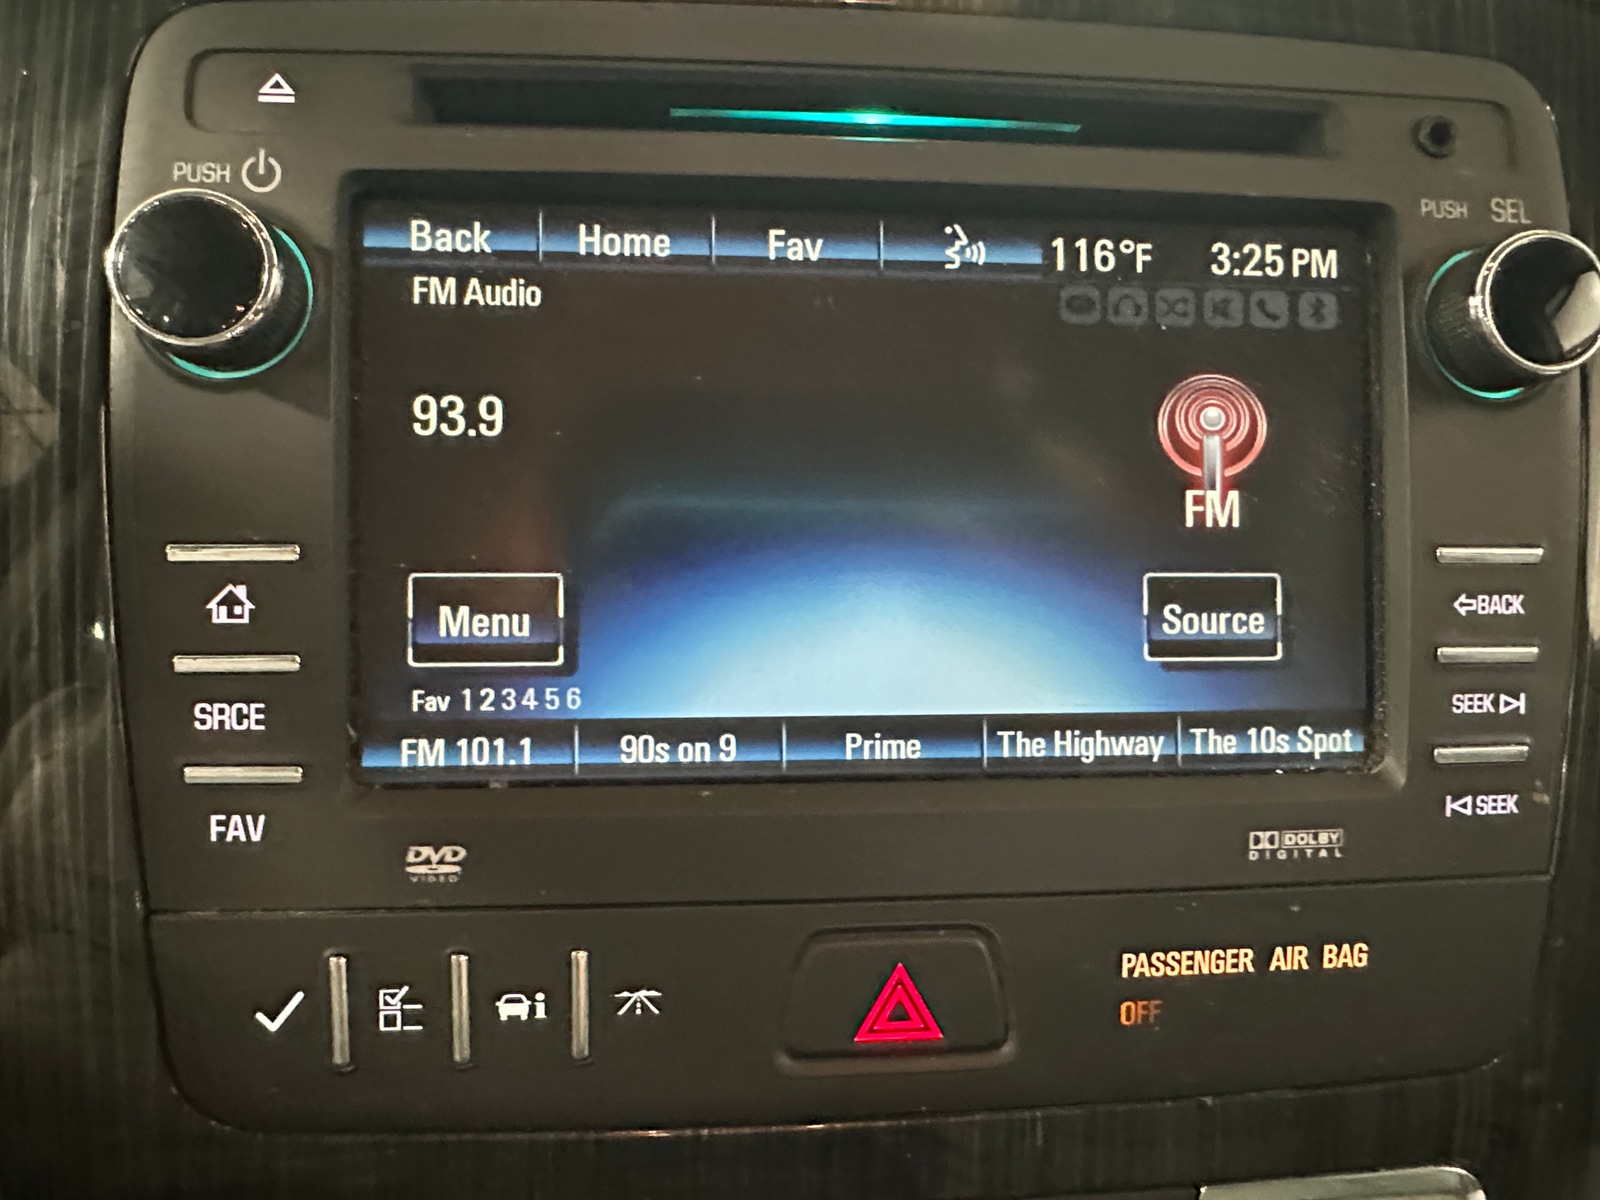 PUSH
PUSH SEL
Back Home Fav 116°F 3:25 PM
FM Audio
93.9
FM
Menu Source
Fav 1 2 3 4 5 6
FM 101.1 90s on 9 Prime The Highway The 10s Spot
SRCE
FAV
BACK
SEEK
SEEK
DVD
VIDEO
DOLBY
DIGITAL
PASSENGER AIR BAG
OFF